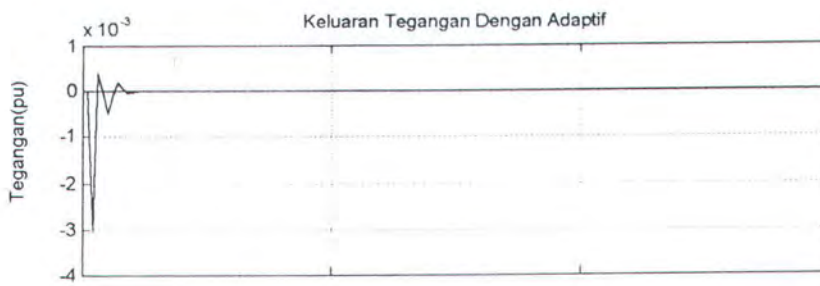 Keluaran Tegangan Dengan Adaptif
x 10⁻³
1
0
-1
-2
-3
-4
Tegangan(pu)